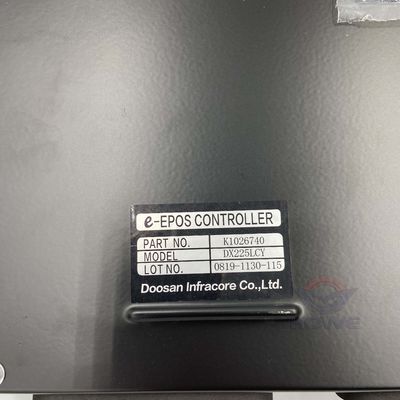 e-EPOS CONTROLLER
PART NO. K1026740
MODEL DX225LCY
LOT NO. 0819-1130-115
Doosan Infracore Co.,Ltd.